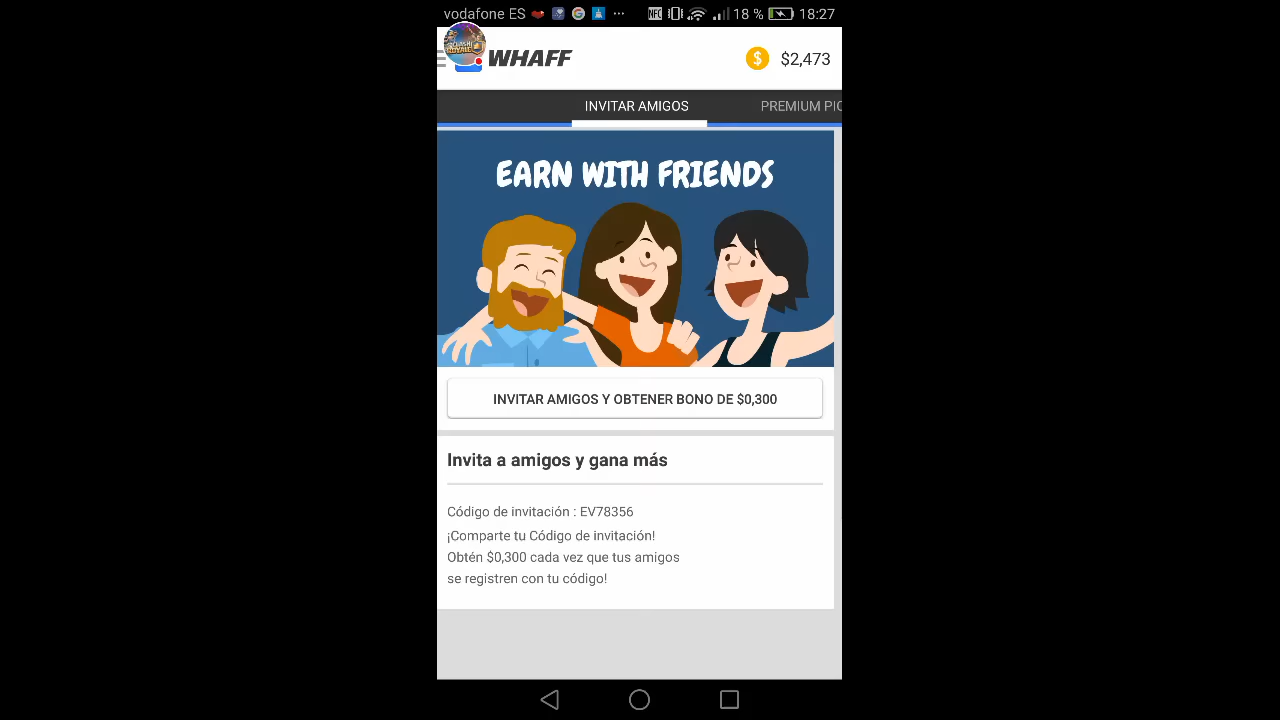 vodafone ES 18 % 18:27
WHAFF $2,473
INVITAR AMIGOS PREMIUM PIC
EARN WITH FRIENDS
INVITAR AMIGOS Y OBTENER BONO DE $0,300
Invita a amigos y gana más
Código de invitación : EV78356
¡Comparte tu Código de invitación!
Obtén $0,300 cada vez que tus amigos
se registren con tu código!